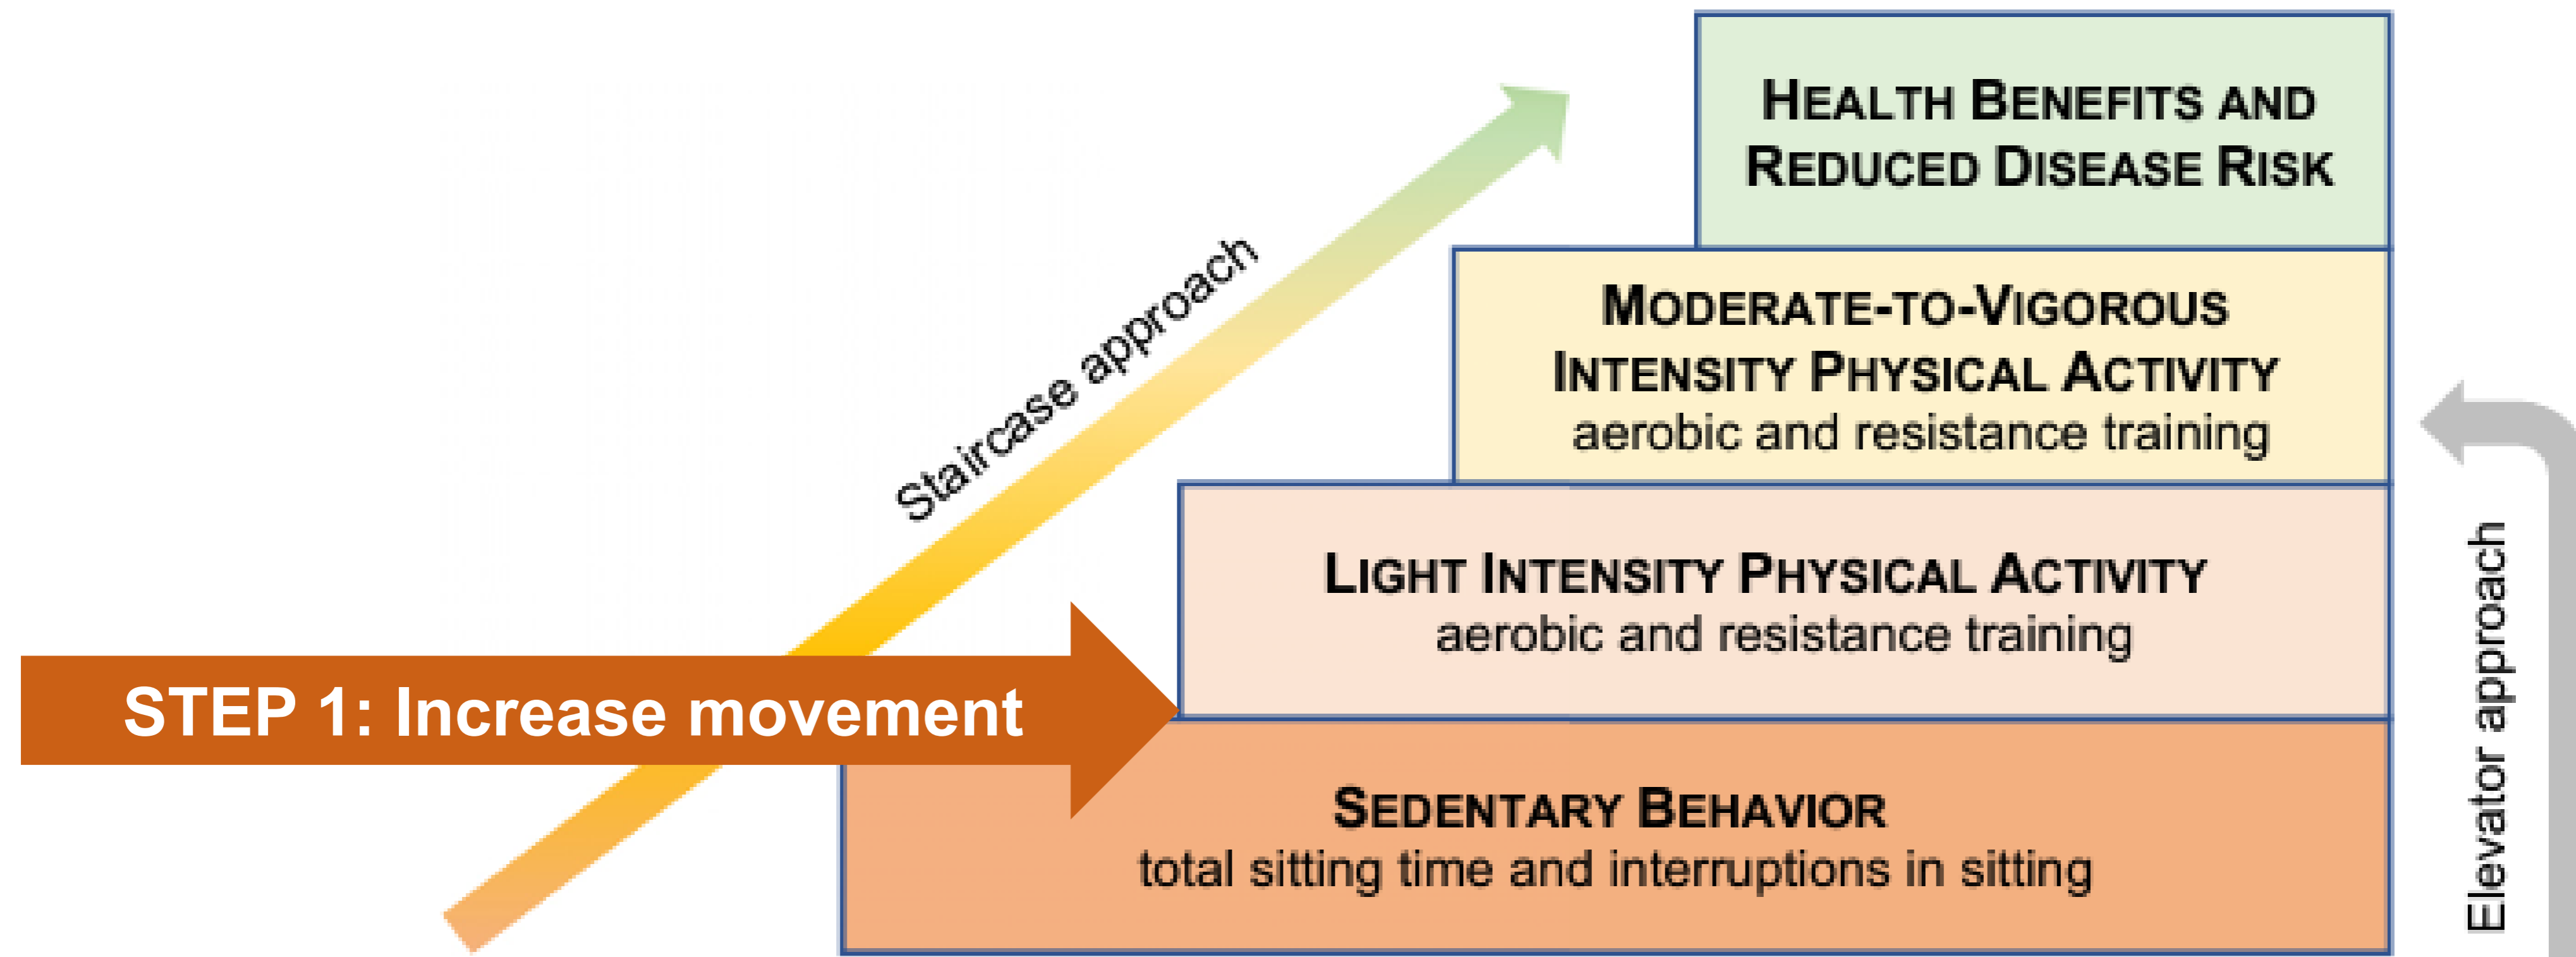 HEALTH BENEFITS AND
REDUCED DISEASE RISK
MODERATE-TO-VIGOROUS
INTENSITY PHYSICAL ACTIVITY
aerobic and resistance training
Staircase approach
LIGHT INTENSITY PHYSICAL ACTIVITY
aerobic and resistance training
STEP 1: Increase movement
SEDENTARY BEHAVIOR
total sitting time and interruptions in sitting
Elevator approach